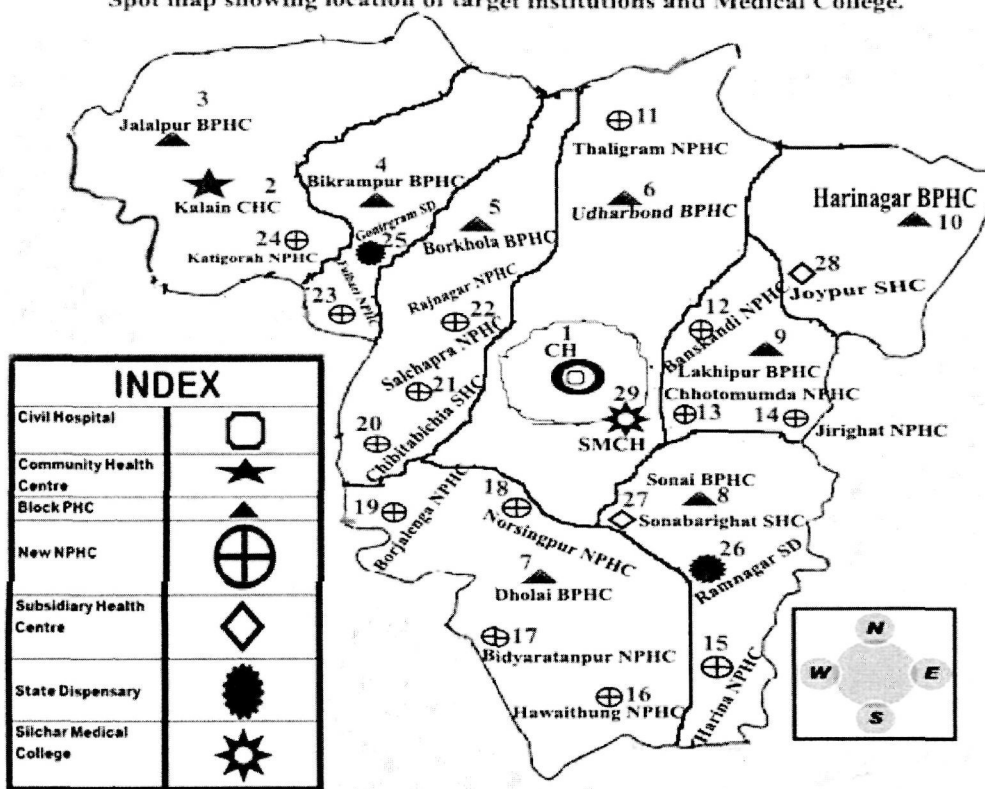 Spot map showing location of target institutions and Medical College.
3
Jalalpur BPHC
2
Kalain CHC
24
Katigorah NPHC
23
4
Bikrampur BPHC
Gonirgram SD
25
5
Borkhola BPHC
Rajnagar NPHC
22
Salchapra NPHC
21
Chibitabichia SHC
20
11
Thaligram NPHC
6
Udharbond BPHC
1
CH
29
SMCH
Harinagar BPHC
10
28
Joypur SHC
12
Banskandi NPHC
9
Lakhipur BPHC
Chhotomumda NPHC
13
14
Jirighat NPHC
19
Borjalenga NPHC
18
Norsingpur NPHC
7
Dholai BPHC
17
Bidyaratanpur NPHC
16
Hawaithung NPHC
Sonai BPHC
8
27
Sonabarighat SHC
26
Ramnagar SD
15
Harina NPHC
INDEX
Civil Hospital
Community Health
Centre
Block PHC
New NPHC
Subsidiary Health
Centre
State Dispensary
Silchar Medical
College
N
W
E
S